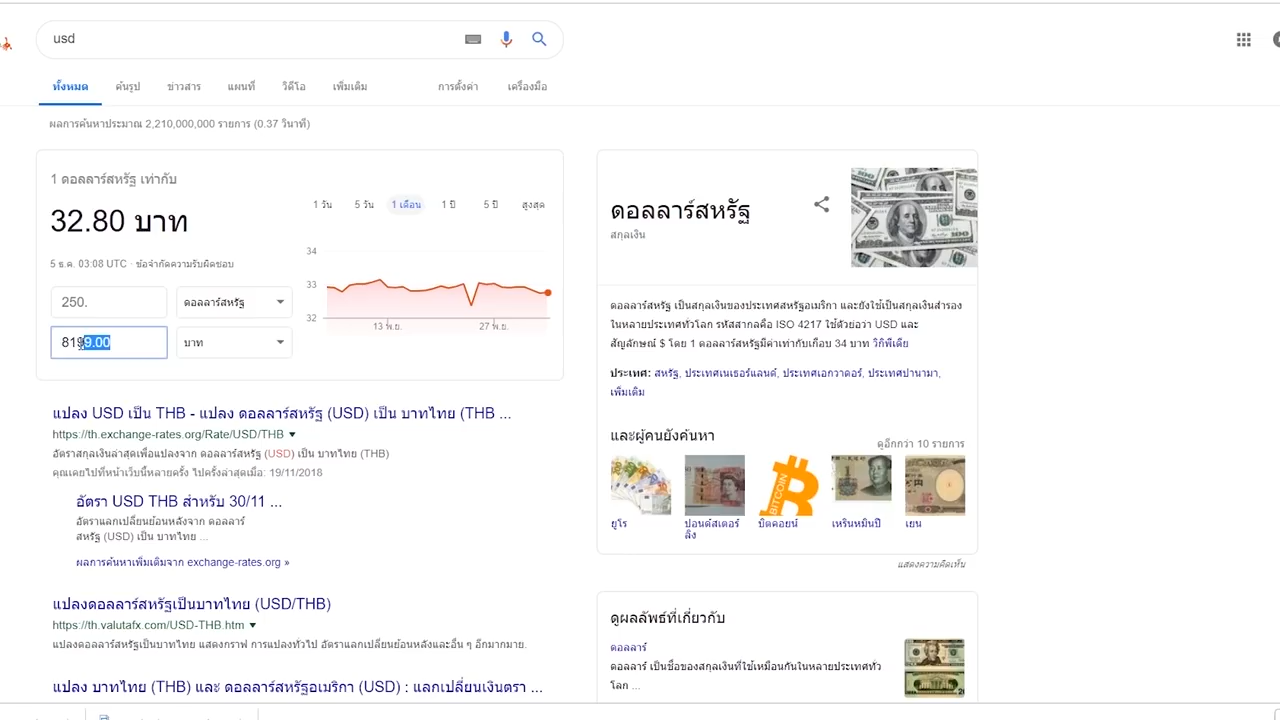 usd
ทั้งหมด ค้นรูป ข่าวสาร แผนที่ วิดีโอ เพิ่มเติม การตั้งค่า เครื่องมือ
ผลการค้นหาประมาณ 2,210,000,000 รายการ (0.37 วินาที)
1 ดอลลาร์สหรัฐ เท่ากับ
32.80 บาท
5 ธ.ค. 03:08 UTC · ข้อจำกัดความรับผิดชอบ
250. ดอลลาร์สหรัฐ
บาท
1 วัน 5 วัน 1 เดือน 1 ปี 5 ปี สูงสุด
34
33
32
13 พ.ย. 27 พ.ย.
แปลง USD เป็น THB - แปลง ดอลลาร์สหรัฐ (USD) เป็น บาทไทย (THB ...
https://th.exchange-rates.org/Rate/USD/THB
อัตราสกุลเงินล่าสุดเพื่อแปลงจาก ดอลลาร์สหรัฐ (USD) เป็น บาทไทย (THB)
คุณเคยไปที่หน้าเว็บนี้หลายครั้ง ไปครั้งล่าสุดเมื่อ: 19/11/2018
อัตรา USD THB สำหรับ 30/11 ...
อัตราแลกเปลี่ยนย้อนหลังจาก ดอลลาร์
สหรัฐ (USD) เป็น บาทไทย ...
ผลการค้นหาเพิ่มเติมจาก exchange-rates.org »
แปลงดอลลาร์สหรัฐเป็นบาทไทย (USD/THB)
https://th.valutafx.com/USD-THB.htm
แปลงดอลลาร์สหรัฐเป็นบาทไทย แสดงกราฟ การแปลงทั่วไป อัตราแลกเปลี่ยนย้อนหลังและอื่น ๆ อีกมากมาย.
แปลง บาทไทย (THB) และ ดอลลาร์สหรัฐอเมริกา (USD) : แลกเปลี่ยนเงินตรา ...
ดอลลาร์สหรัฐ
สกุลเงิน
ดอลลาร์สหรัฐ เป็นสกุลเงินของประเทศสหรัฐอเมริกา และยังใช้เป็นสกุลเงินสำรอง
ในหลายประเทศทั่วโลก รหัสสากลคือ ISO 4217 ใช้ตัวย่อว่า USD และ
สัญลักษณ์ $ โดย 1 ดอลลาร์สหรัฐมีค่าเท่ากับเกือบ 34 บาท วิกิพีเดีย
ประเทศ: สหรัฐ, ประเทศเนเธอร์แลนด์, ประเทศเอกวาดอร์, ประเทศปานามา,
เพิ่มเติม
และผู้คนยังค้นหา
ดูอีกกว่า 10 รายการ
ยูโร ปอนด์สเตอร์ บิตคอยน์ เหรินหมินปี้ เยน
ลิง
BITCOIN
แสดงความคิดเห็น
ดูผลลัพธ์ที่เกี่ยวกับ
ดอลลาร์
ดอลลาร์ เป็นชื่อของสกุลเงินที่ใช้เหมือนกันในหลายประเทศทั่ว
โลก ...